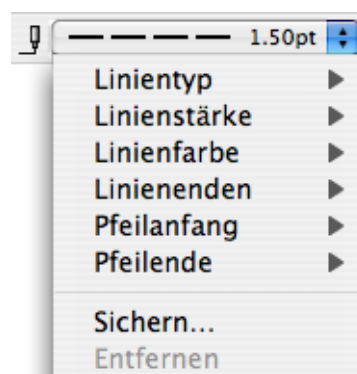 1.50pt
Linientyp
Linienstärke
Linienfarbe
Linienenden
Pfeilanfang
Pfeilende
Sichern...
Entfernen